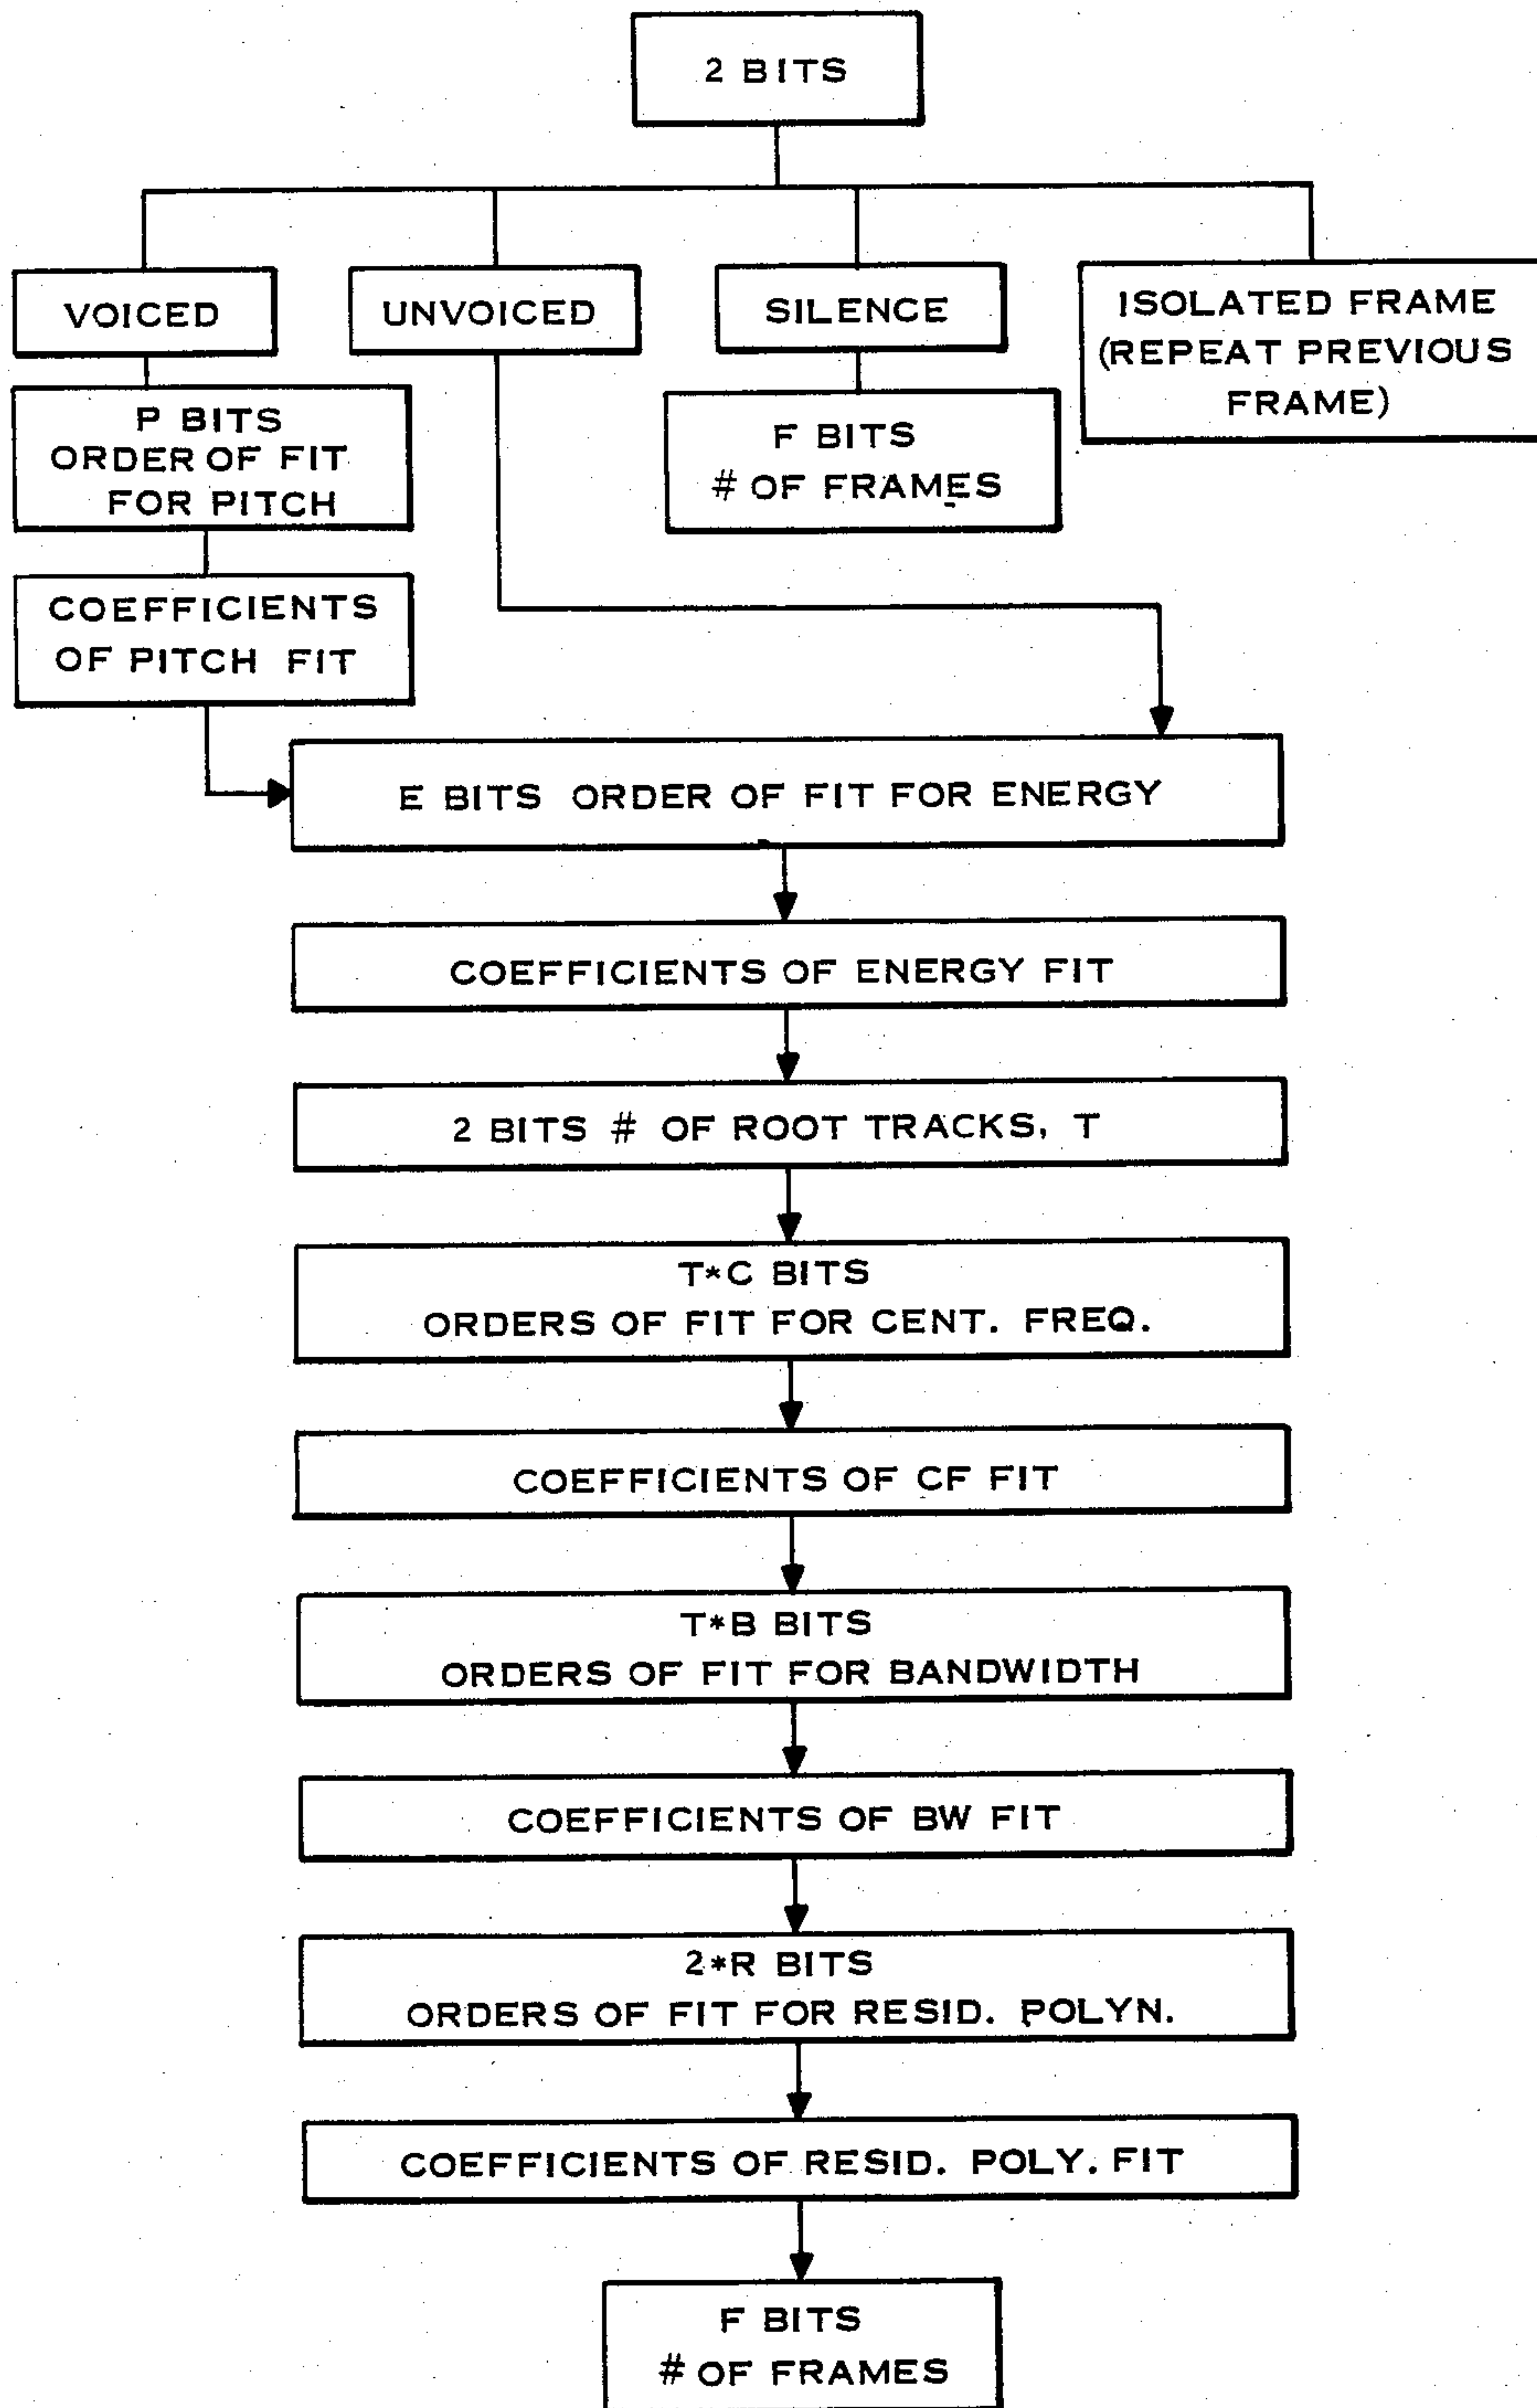 2 BITS
VOICED
UNVOICED
SILENCE
ISOLATED FRAME
(REPEAT PREVIOUS
FRAME)
P BITS
ORDER OF FIT
FOR PITCH
F BITS
# OF FRAMES
COEFFICIENTS
OF PITCH FIT
E BITS ORDER OF FIT FOR ENERGY
COEFFICIENTS OF ENERGY FIT
2 BITS # OF ROOT TRACKS, T
T*C BITS
ORDERS OF FIT FOR CENT. FREQ.
COEFFICIENTS OF CF FIT
T*B BITS
ORDERS OF FIT FOR BANDWIDTH
COEFFICIENTS OF BW FIT
2*R BITS
ORDERS OF FIT FOR RESID. POLYN.
COEFFICIENTS OF RESID. POLY. FIT
F BITS
# OF FRAMES